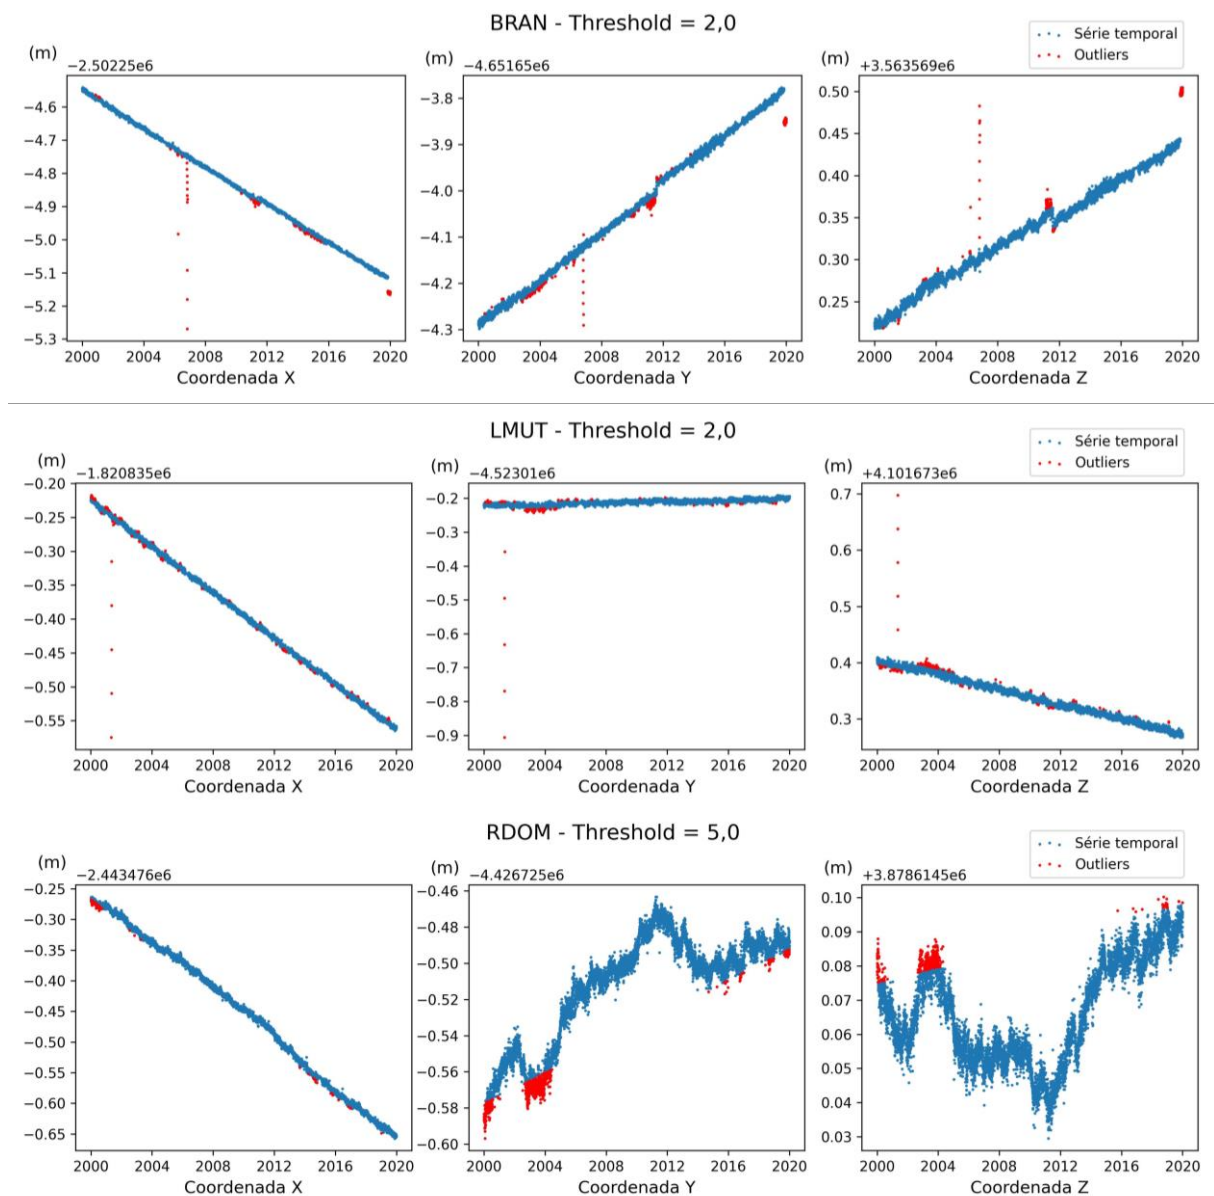 BRAN - Threshold = 2,0
Série temporal
Outliers
(m) (m) (m)
−2.50225e6 −4.65165e6 +3.563569e6
−4.6
−4.7
−4.8
−4.9
−5.0
−5.1
−5.2
−5.3
2000 2004 2008 2012 2016 2020
Coordenada X
−3.8
−3.9
−4.0
−4.1
−4.2
−4.3
2000 2004 2008 2012 2016 2020
Coordenada Y
0.50
0.45
0.40
0.35
0.30
0.25
2000 2004 2008 2012 2016 2020
Coordenada Z
LMUT - Threshold = 2,0
Série temporal
Outliers
(m) (m) (m)
−1.820835e6 −4.52301e6 +4.101673e6
−0.20
−0.25
−0.30
−0.35
−0.40
−0.45
−0.50
−0.55
2000 2004 2008 2012 2016 2020
Coordenada X
−0.2
−0.3
−0.4
−0.5
−0.6
−0.7
−0.8
−0.9
2000 2004 2008 2012 2016 2020
Coordenada Y
0.7
0.6
0.5
0.4
0.3
2000 2004 2008 2012 2016 2020
Coordenada Z
RDOM - Threshold = 5,0
Série temporal
Outliers
(m) (m) (m)
−2.443476e6 −4.426725e6 +3.8786145e6
−0.25
−0.30
−0.35
−0.40
−0.45
−0.50
−0.55
−0.60
−0.65
2000 2004 2008 2012 2016 2020
Coordenada X
−0.46
−0.48
−0.50
−0.52
−0.54
−0.56
−0.58
−0.60
2000 2004 2008 2012 2016 2020
Coordenada Y
0.10
0.09
0.08
0.07
0.06
0.05
0.04
0.03
2000 2004 2008 2012 2016 2020
Coordenada Z